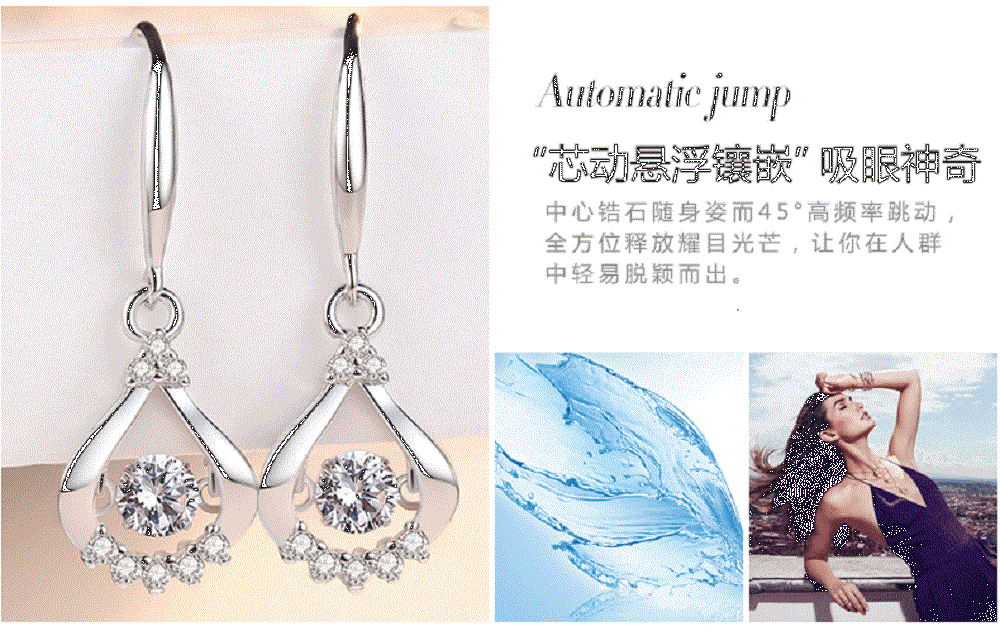 Automatic jump
“芯动悬浮镶嵌”吸眼神奇
中心锆石随身姿而45°高频率跳动，
全方位释放耀目光芒，让你在人群
中轻易脱颖而出。